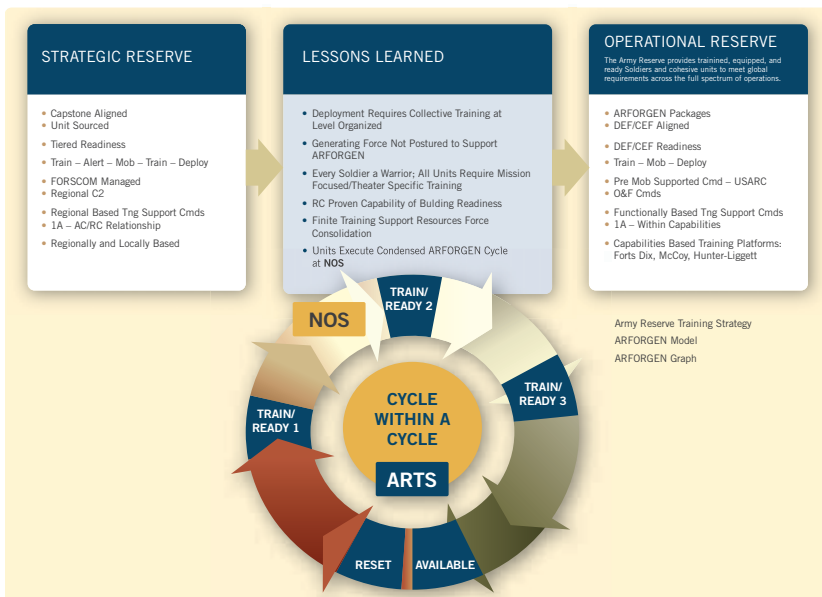 STRATEGIC RESERVE
Capstone Aligned
Unit Sourced
Tiered Readiness
Train – Alert – Mob – Train – Deploy
FORSCOM Managed
Regional C2
Regional Based Tng Support Cmds
1A – AC/RC Relationship
Regionally and Locally Based
LESSONS LEARNED
Deployment Requires Collective Training at
Level Organized
Generating Force Not Postured to Support
ARFORGEN
Every Soldier a Warrior; All Units Require Mission
Focused/Theater Specific Training
RC Proven Capability of Bulding Readiness
Finite Training Support Resources Force
Consolidation
Units Execute Condensed ARFORGEN Cycle
at NOS
OPERATIONAL RESERVE
The Army Reserve provides trainined, equipped, and
ready Soldiers and cohesive units to meet global
requirements across the full spectrum of operations.
ARFORGEN Packages
DEF/CEF Aligned
DEF/CEF Readiness
Train – Mob – Deploy
Pre Mob Supported Cmd – USARC
O&F Cmds
Functionally Based Tng Support Cmds
1A – Within Capabilities
Capabilities Based Training Platforms:
Forts Dix, McCoy, Hunter-Liggett
Army Reserve Training Strategy
ARFORGEN Model
ARFORGEN Graph
NOS
TRAIN/
READY 2
TRAIN/
READY 3
TRAIN/
READY 1
CYCLE
WITHIN A
CYCLE
ARTS
RESET
AVAILABLE